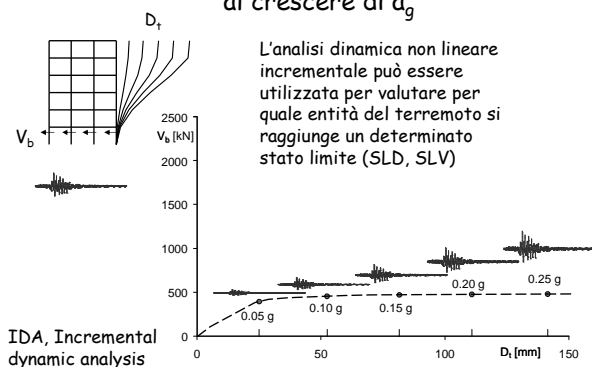 al crescere di ag
Dt
L'analisi dinamica non lineare
incrementale può essere
utilizzata per valutare per
quale entità del terremoto si
raggiunge un determinato
stato limite (SLD, SLV)
Vb
2500
Vb [kN]
2000
1500
1000
500
0
0.05 g
0.10 g
0.15 g
0.20 g
0.25 g
0
50
100
Dt [mm]
150
IDA, Incremental
dynamic analysis